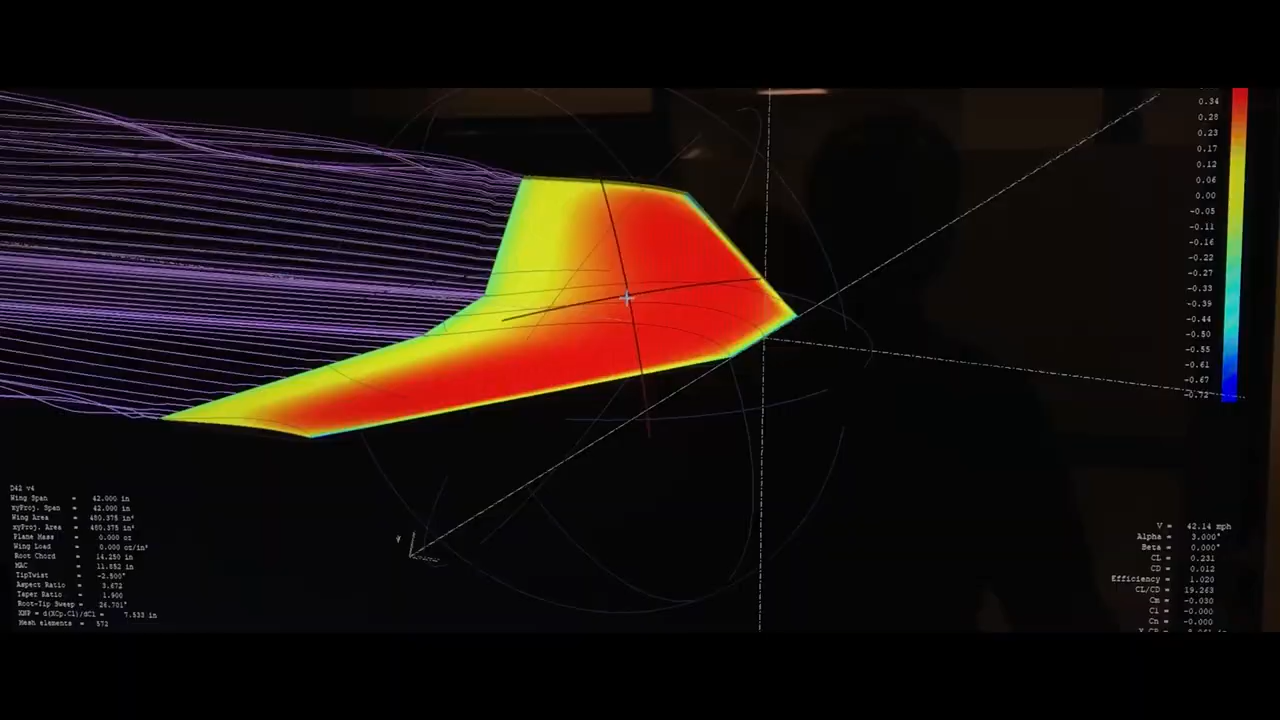 0.34
0.28
0.23
0.17
0.12
0.06
0.00
-0.05
-0.11
-0.16
-0.22
-0.27
-0.33
-0.39
-0.44
-0.50
-0.55
-0.61
-0.67
-0.72
D42 v4
Wing Span = 42.000 in
xyProj. Span = 42.000 in
Wing Area = 480.375 in²
xyProj. Area = 480.375 in²
Plane Mass = 0.000 oz
Wing Load = 0.000 oz/in²
Root Chord = 14.250 in
MAC = 11.852 in
TipTwist = -2.500°
Aspect Ratio = 3.672
Taper Ratio = 1.900
Root-Tip Sweep = 26.701°
XNP = d(XCp.Cl)/dCl = 7.533 in
Mesh elements = 572
V = 42.14 mph
Alpha = 3.000°
Beta = 0.000°
CL = 0.231
CD = 0.012
Efficiency = 1.020
CL/CD = 19.263
Cm = -0.030
Cl = -0.000
Cn = -0.000